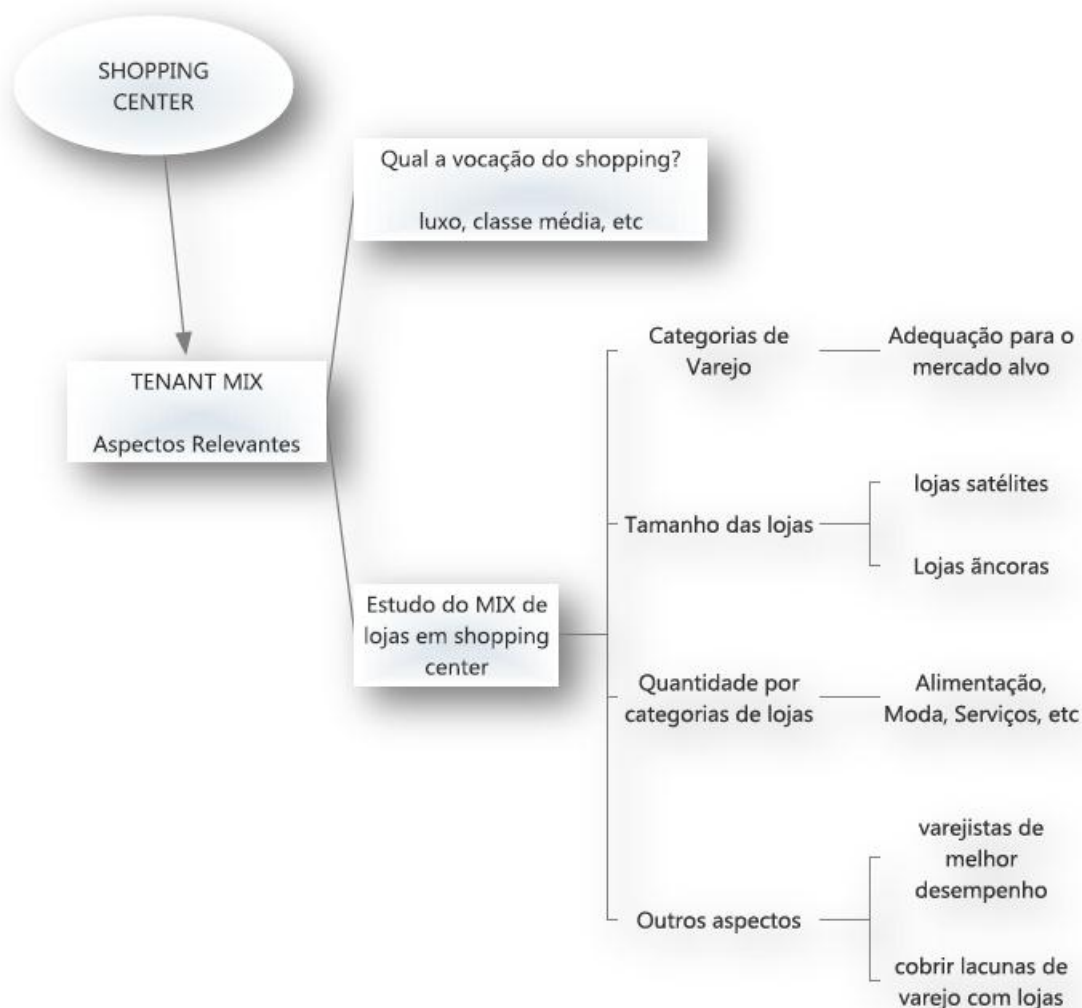 SHOPPING
CENTER
Qual a vocação do shopping?
luxo, classe média, etc
TENANT MIX
Aspectos Relevantes
Categorias de
Varejo
Adequação para o
mercado alvo
Tamanho das lojas
lojas satélites
Lojas ãncoras
Estudo do MIX de
lojas em shopping
center
Quantidade por
categorias de lojas
Alimentação,
Moda, Serviços, etc
Outros aspectos
varejistas de
melhor
desempenho
cobrir lacunas de
varejo com lojas